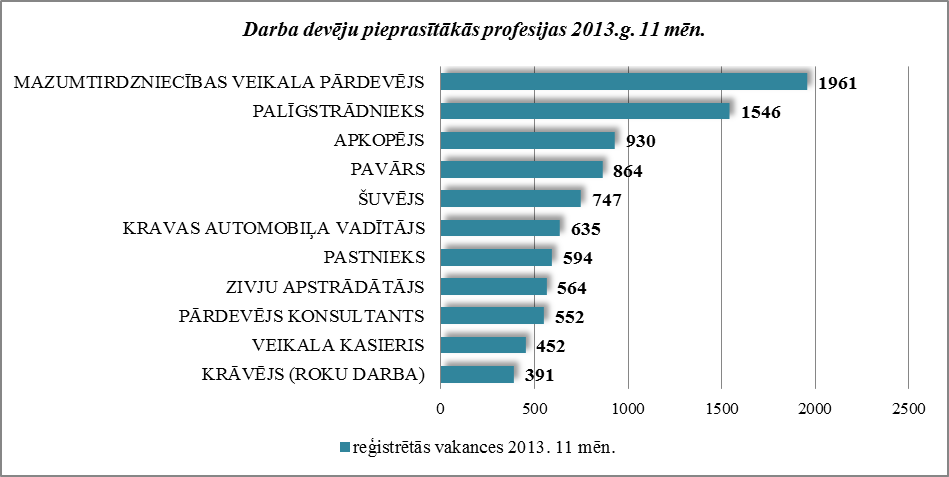 Darba devēju pieprasītākās profesijas 2013.g. 11 mēn.
MAZUMTIRDZNIECĪBAS VEIKALA PĀRDEVĒJS 1961
PALĪGSTRĀDNIEKS 1546
APKOPĒJS 930
PAVĀRS 864
ŠUVĒJS 747
KRAVAS AUTOMOBIĻA VADĪTĀJS 635
PASTNIEKS 594
ZIVJU APSTRĀDĀTĀJS 564
PĀRDEVĒJS KONSULTANTS 552
VEIKALA KASIERIS 452
KRĀVĒJS (ROKU DARBA) 391
0 500 1000 1500 2000 2500
reģistrētās vakances 2013. 11 mēn.